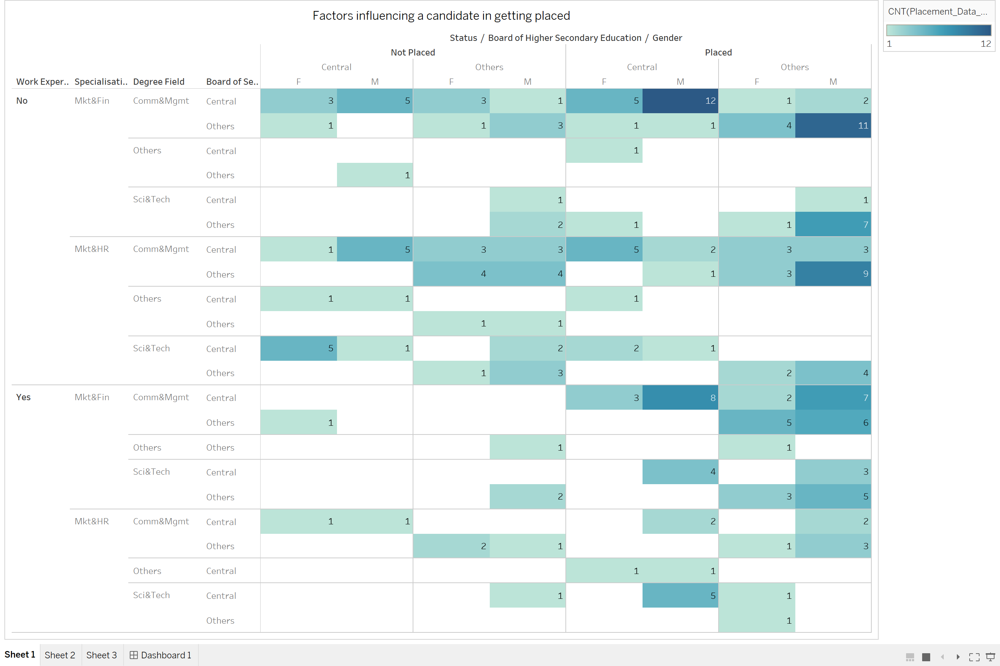 Factors influencing a candidate in getting placed
CNT(Placement_Data_...
1 12
Status / Board of Higher Secondary Education / Gender
Not Placed Placed
Central Others Central Others
Work Exper.. Specialisati.. Degree Field Board of Se.. F M F M F M F M
No Mkt&Fin Comm&Mgmt Central 3 5 3 1 5 12 1 2
Others 1 1 3 1 1 4 11
Others Central 1
Others 1
Sci&Tech Central 1 1
Others 2 1 1 7
Mkt&HR Comm&Mgmt Central 1 5 3 3 5 2 3 3
Others 4 4 1 3 9
Others Central 1 1 1
Others 1 1
Sci&Tech Central 5 1 2 2 1
Others 1 3 2 4
Yes Mkt&Fin Comm&Mgmt Central 3 8 2 7
Others 1 5 6
Others Others 1 1
Sci&Tech Central 4 3
Others 2 3 5
Mkt&HR Comm&Mgmt Central 1 1 2 2
Others 2 1 1 3
Others Central 1 1
Sci&Tech Central 1 5 1
Others 1
Sheet 1 Sheet 2 Sheet 3 Dashboard 1